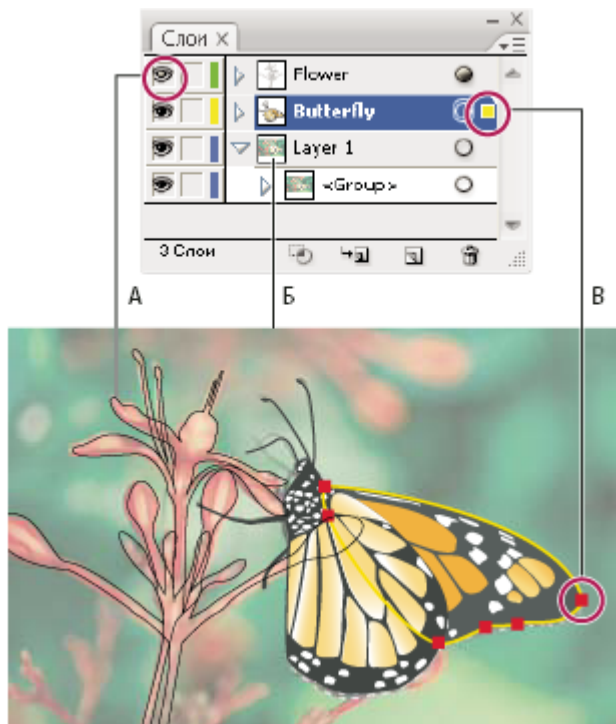 Слои
Flower
Butterfly
Layer 1
<Group>
3 Слои
А
Б
В